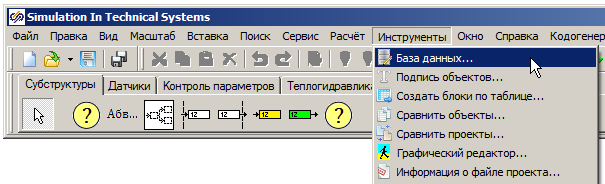 Simulation In Technical Systems
Файл Правка Вид Масштаб Вставка Поиск Сервис Расчёт Инструменты Окно Справка Кодогенер
База данных...
Подпись объектов...
Субструктуры Датчики Контроль параметров Теплогидравлика
Создать блоки по таблице...
? Абв... 12 12 12 12 ?
Сравнить объекты...
Сравнить проекты...
Графический редактор...
Информация о файле проекта...